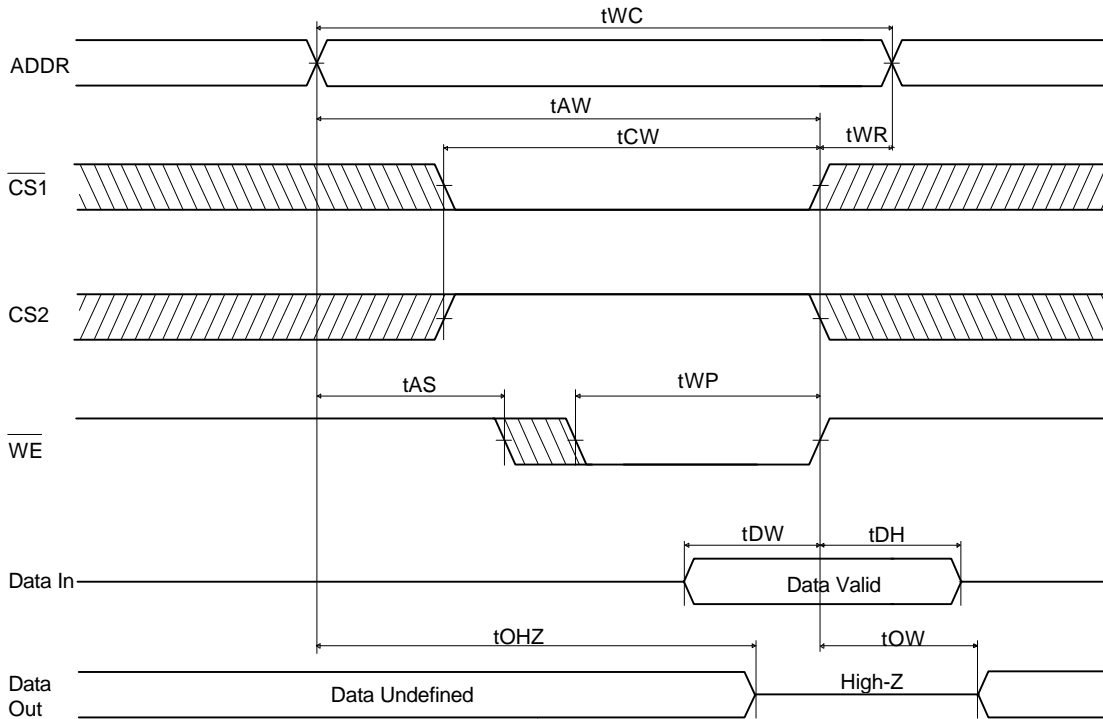 tWC
ADDR
tAW
tCW
tWR
CS1
CS2
tAS
tWP
WE
tDW
tDH
Data In
Data Valid
tOHZ
tOW
Data
Out
Data Undefined
High-Z